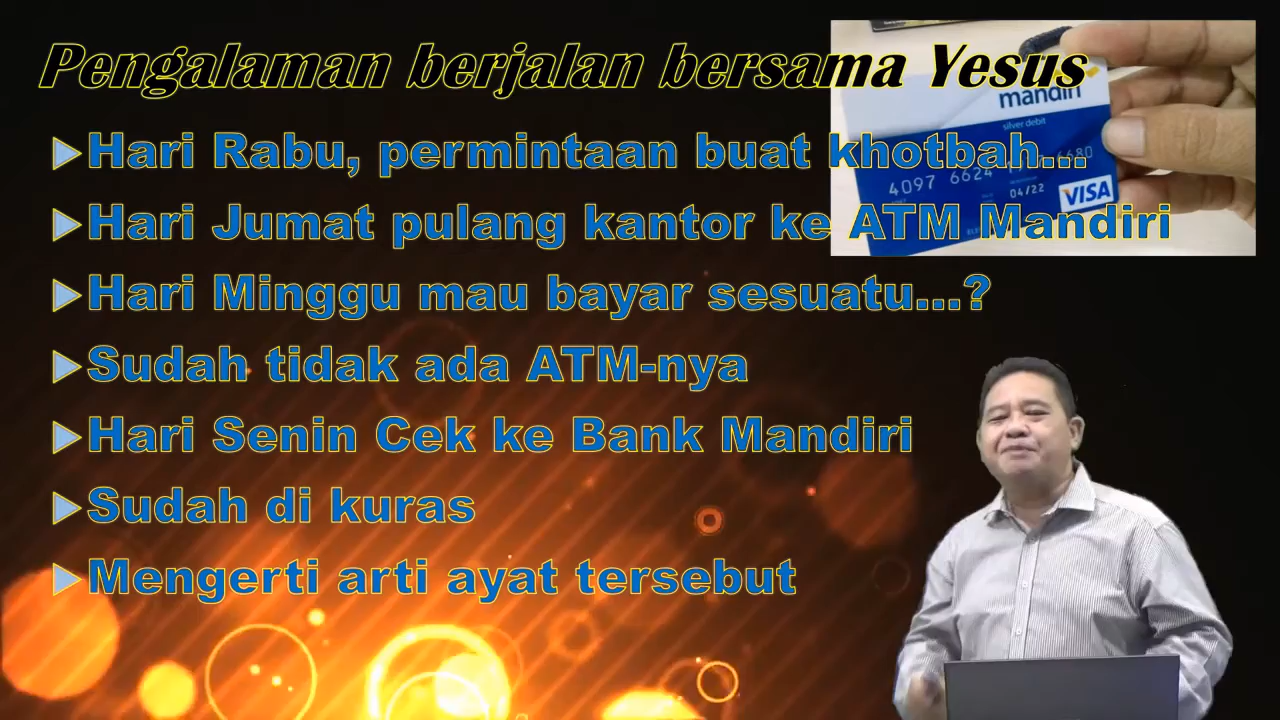 Pengalaman berjalan bersama Yesus
Hari Rabu, permintaan buat khotbah...
Hari Jumat pulang kantor ke ATM Mandiri
Hari Minggu mau bayar sesuatu...?
Sudah tidak ada ATM-nya
Hari Senin Cek ke Bank Mandiri
Sudah di kuras
Mengerti arti ayat tersebut
mandiri
silver debit
04/22
VISA